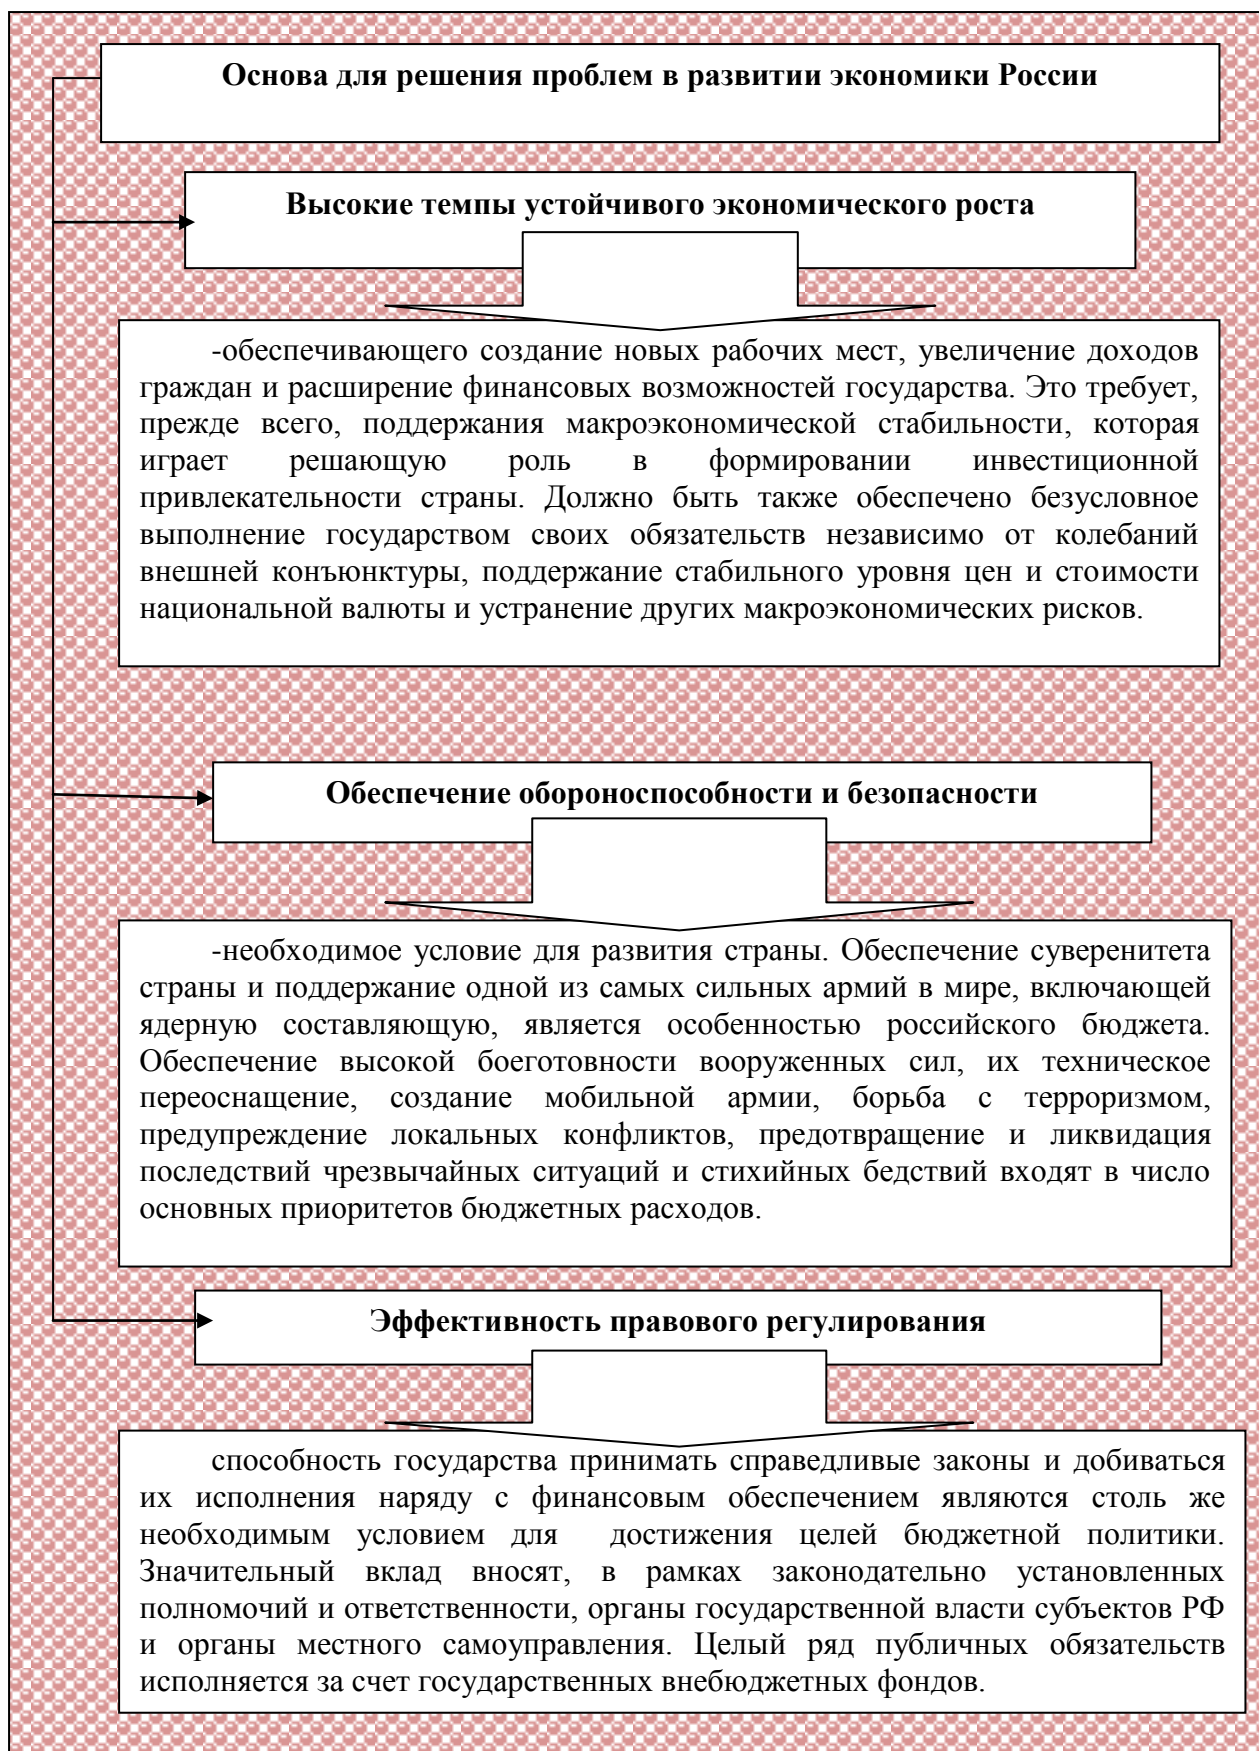 Основа для решения проблем в развитии экономики России
Высокие темпы устойчивого экономического роста
-обеспечивающего создание новых рабочих мест, увеличение доходов
граждан и расширение финансовых возможностей государства. Это требует,
прежде всего, поддержания макроэкономической стабильности, которая
играет решающую роль в формировании инвестиционной
привлекательности страны. Должно быть также обеспечено безусловное
выполнение государством своих обязательств независимо от колебаний
внешней конъюнктуры, поддержание стабильного уровня цен и стоимости
национальной валюты и устранение других макроэкономических рисков.
Обеспечение обороноспособности и безопасности
-необходимое условие для развития страны. Обеспечение суверенитета
страны и поддержание одной из самых сильных армий в мире, включающей
ядерную составляющую, является особенностью российского бюджета.
Обеспечение высокой боеготовности вооруженных сил, их техническое
переоснащение, создание мобильной армии, борьба с терроризмом,
предупреждение локальных конфликтов, предотвращение и ликвидация
последствий чрезвычайных ситуаций и стихийных бедствий входят в число
основных приоритетов бюджетных расходов.
Эффективность правового регулирования
способность государства принимать справедливые законы и добиваться
их исполнения наряду с финансовым обеспечением являются столь же
необходимым условием для достижения целей бюджетной политики.
Значительный вклад вносят, в рамках законодательно установленных
полномочий и ответственности, органы государственной власти субъектов РФ
и органы местного самоуправления. Целый ряд публичных обязательств
исполняется за счет государственных внебюджетных фондов.